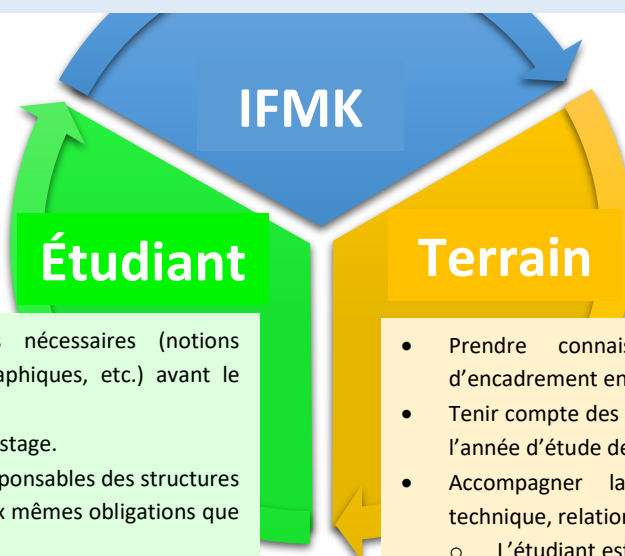 IFMK
Étudiant
Terrain
nécessaires (notions
aphiques, etc.) avant le
stage.
ponsables des structures
x mêmes obligations que
• Prendre connais
d’encadrement en
• Tenir compte des
l’année d’étude de
• Accompagner la
technique, relation
o L’étudiant est